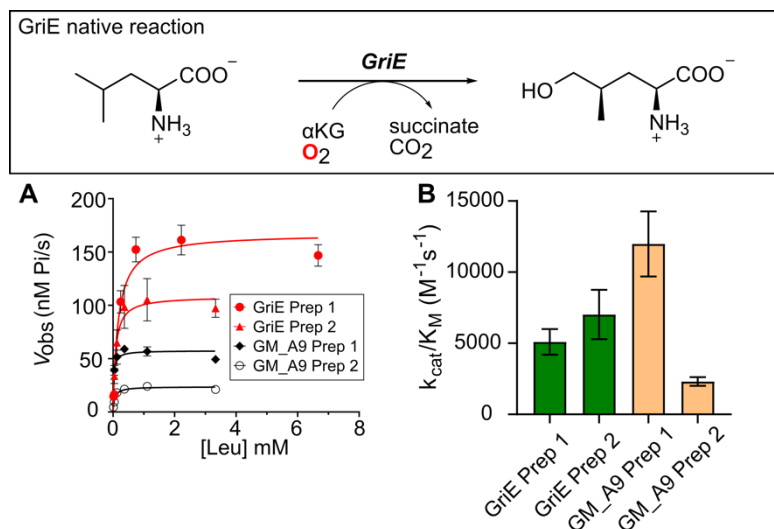 GriE native reaction
COO⁻
NH₃
+
GriE
αKG
O₂
succinate
CO₂
HO
COO⁻
NH₃
+
A
V_obs (nM Pi/s)
200
150
100
50
0
0
2
4
6
8
[Leu] mM
GriE Prep 1
GriE Prep 2
GM_A9 Prep 1
GM_A9 Prep 2
B
k_cat/K_M (M⁻¹s⁻¹)
15000
10000
5000
0
GriE Prep 1
GriE Prep 2
GM_A9 Prep 1
GM_A9 Prep 2